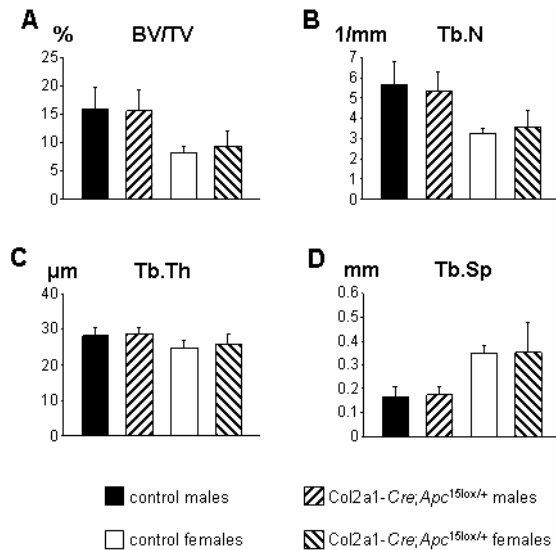 A
%
BV/TV
25
20
15
10
5
0
B
1/mm
Tb.N
7
6
5
4
3
2
1
0
C
µm
Tb.Th
40
30
20
10
0
D
mm
Tb.Sp
0.6
0.5
0.4
0.3
0.2
0.1
0
control males
Col2a1-Cre;Apc15lox/+ males
control females
Col2a1-Cre;Apc15lox/+ females